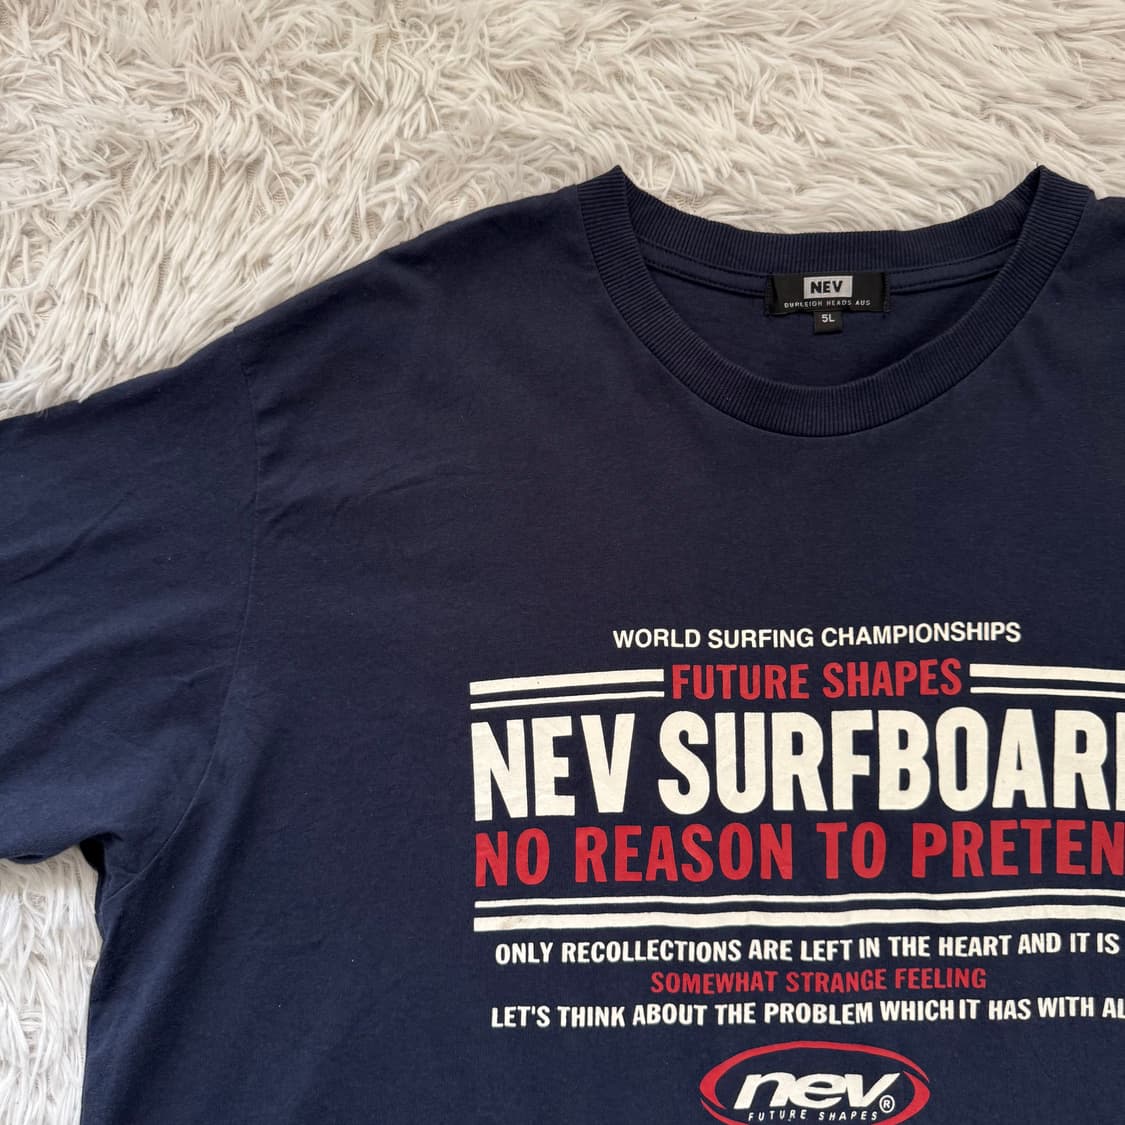 NEV
BURLEIGH HEADS AUS
5L
WORLD SURFING CHAMPIONSHIPS
FUTURE SHAPES
NEV SURFBOAR
NO REASON TO PRETEN
ONLY RECOLLECTIONS ARE LEFT IN THE HEART AND IT IS
SOMEWHAT STRANGE FEELING
LET'S THINK ABOUT THE PROBLEM WHICH IT HAS WITH AL
nev®
FUTURE SHAPES